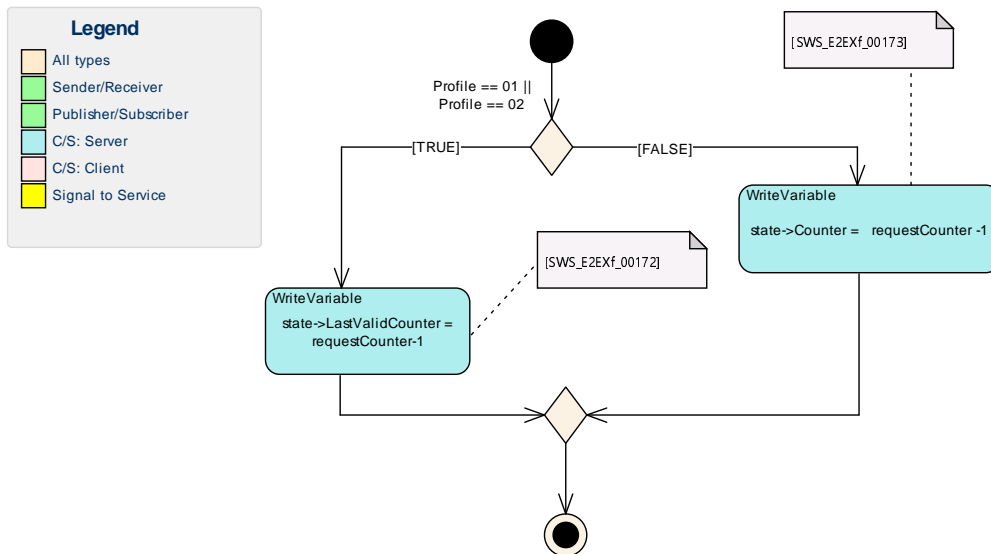 Legend
All types
Sender/Receiver
Publisher/Subscriber
C/S: Server
C/S: Client
Signal to Service
Profile == 01 ||
Profile == 02
[TRUE]
[FALSE]
[SWS_E2EXf_00173]
WriteVariable
state->Counter = requestCounter -1
[SWS_E2EXf_00172]
WriteVariable
state->LastValidCounter =
requestCounter-1